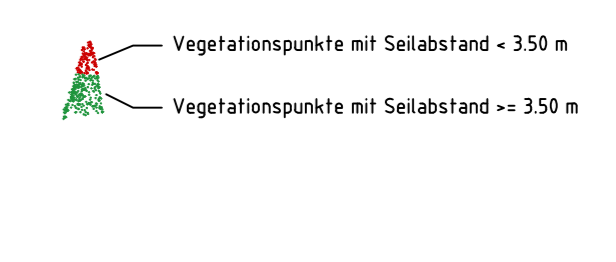 Vegetationspunkte mit Seilabstand < 3.50 m
Vegetationspunkte mit Seilabstand >= 3.50 m